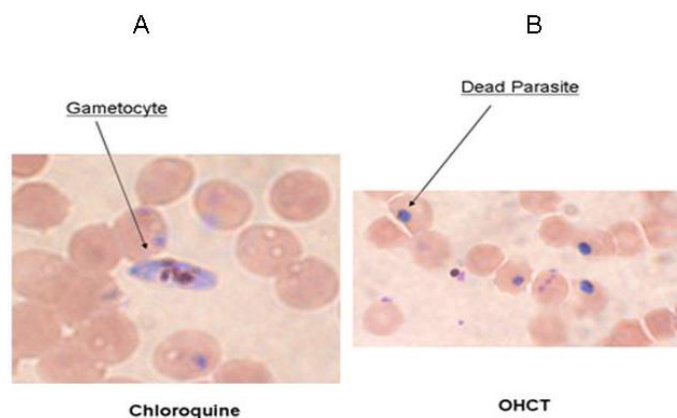 A
B
Gametocyte
Dead Parasite
Chloroquine
OHCT